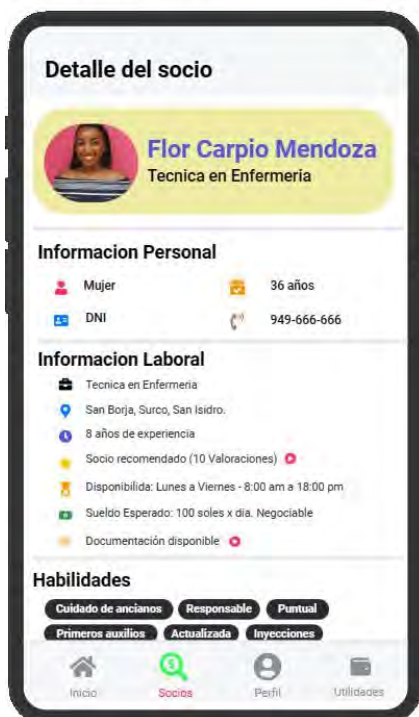 Detalle del socio
Flor Carpio Mendoza
Tecnica en Enfermeria
Informacion Personal
Mujer 36 años
DNI 949-666-666
Informacion Laboral
Tecnica en Enfermeria
San Borja, Surco, San Isidro.
8 años de experiencia
Socio recomendado (10 Valoraciones)
Disponibilida: Lunes a Viernes - 8:00 am a 18:00 pm
Sueldo Esperado: 100 soles x dia. Negociable
Documentación disponible
Habilidades
Cuidado de ancianos Responsable Puntual
Primeros auxilios Actualizada Inyecciones
Inicio Socios Perfil Utilidades